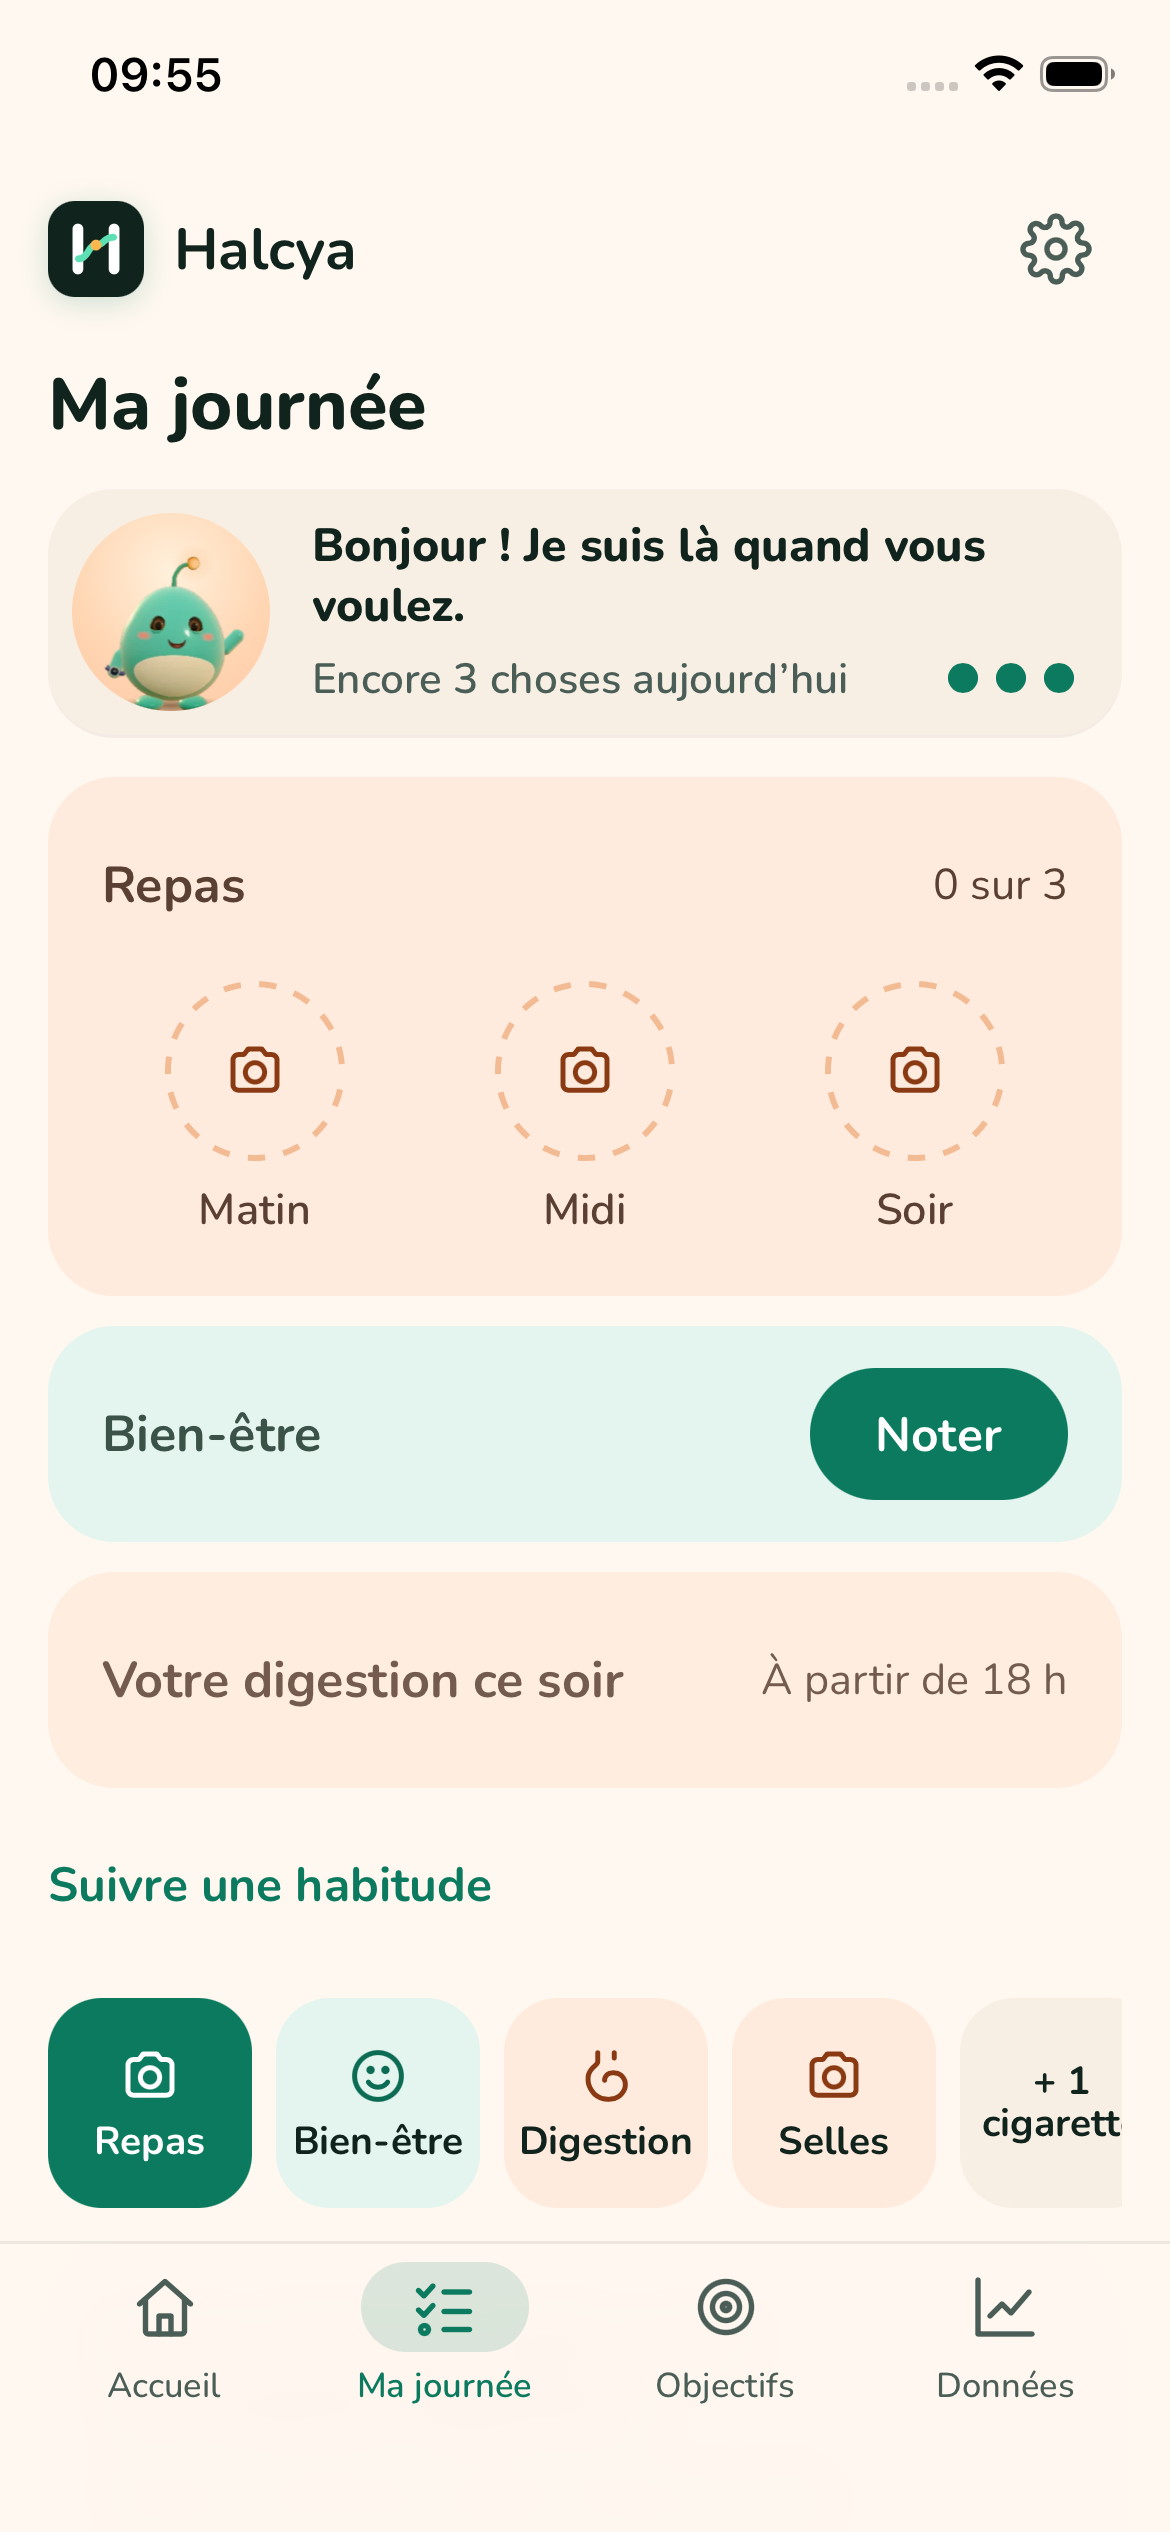 09:55
Halcya
Ma journée
Bonjour ! Je suis là quand vous
voulez.
Encore 3 choses aujourd’hui
Repas
0 sur 3
Matin
Midi
Soir
Bien-être
Noter
Votre digestion ce soir
À partir de 18 h
Suivre une habitude
Repas
Bien-être
Digestion
Selles
+ 1
Accueil
Ma journée
Objectifs
Données